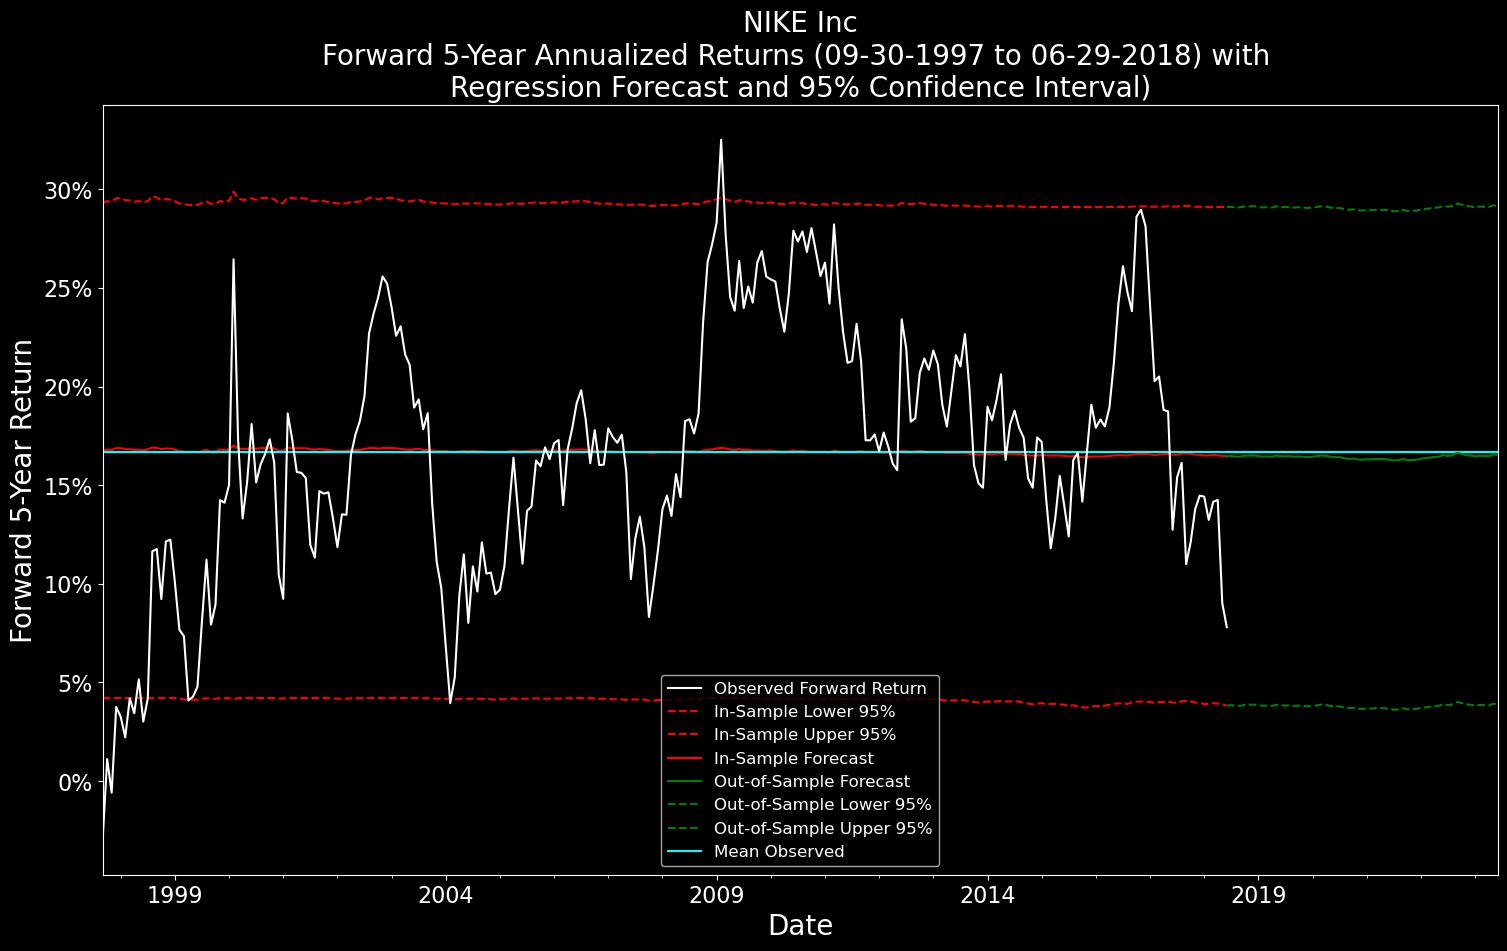 NIKE Inc
Forward 5-Year Annualized Returns (09-30-1997 to 06-29-2018) with
Regression Forecast and 95% Confidence Interval)
Forward 5-Year Return
30%
25%
20%
15%
10%
5%
0%
Observed Forward Return
In-Sample Lower 95%
In-Sample Upper 95%
In-Sample Forecast
Out-of-Sample Forecast
Out-of-Sample Lower 95%
Out-of-Sample Upper 95%
Mean Observed
1999
2004
2009
2014
2019
Date